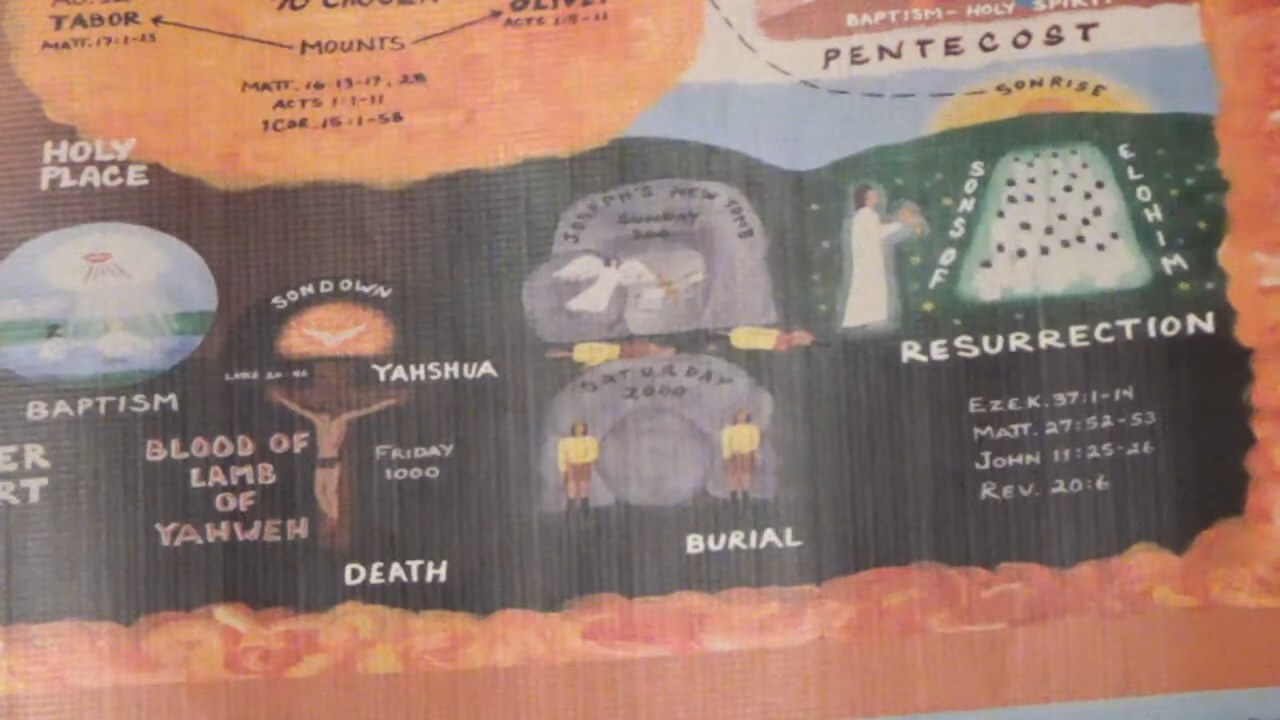 TABOR
MATT. 17:1-13
MOUNTS
OLIVET
ACTS 1:9-11
MATT. 16:13-17, 28
ACTS 1:1-11
1COR. 15:1-58
BAPTISM-HOLY SPIRIT
PENTECOST
SONRISE
HOLY
PLACE
JOSEPH'S NEW TOMB
SUNDAY
SONS OF
ELOHIM
SONDOWN
YAHSHUA
BAPTISM
RESURRECTION
SATURDAY
2000
BLOOD OF
LAMB
OF
YAHWEH
FRIDAY
1000
EZEK. 37:1-14
MATT. 27:52-53
JOHN 11:25-26
REV. 20:6
ER
RT
BURIAL
DEATH